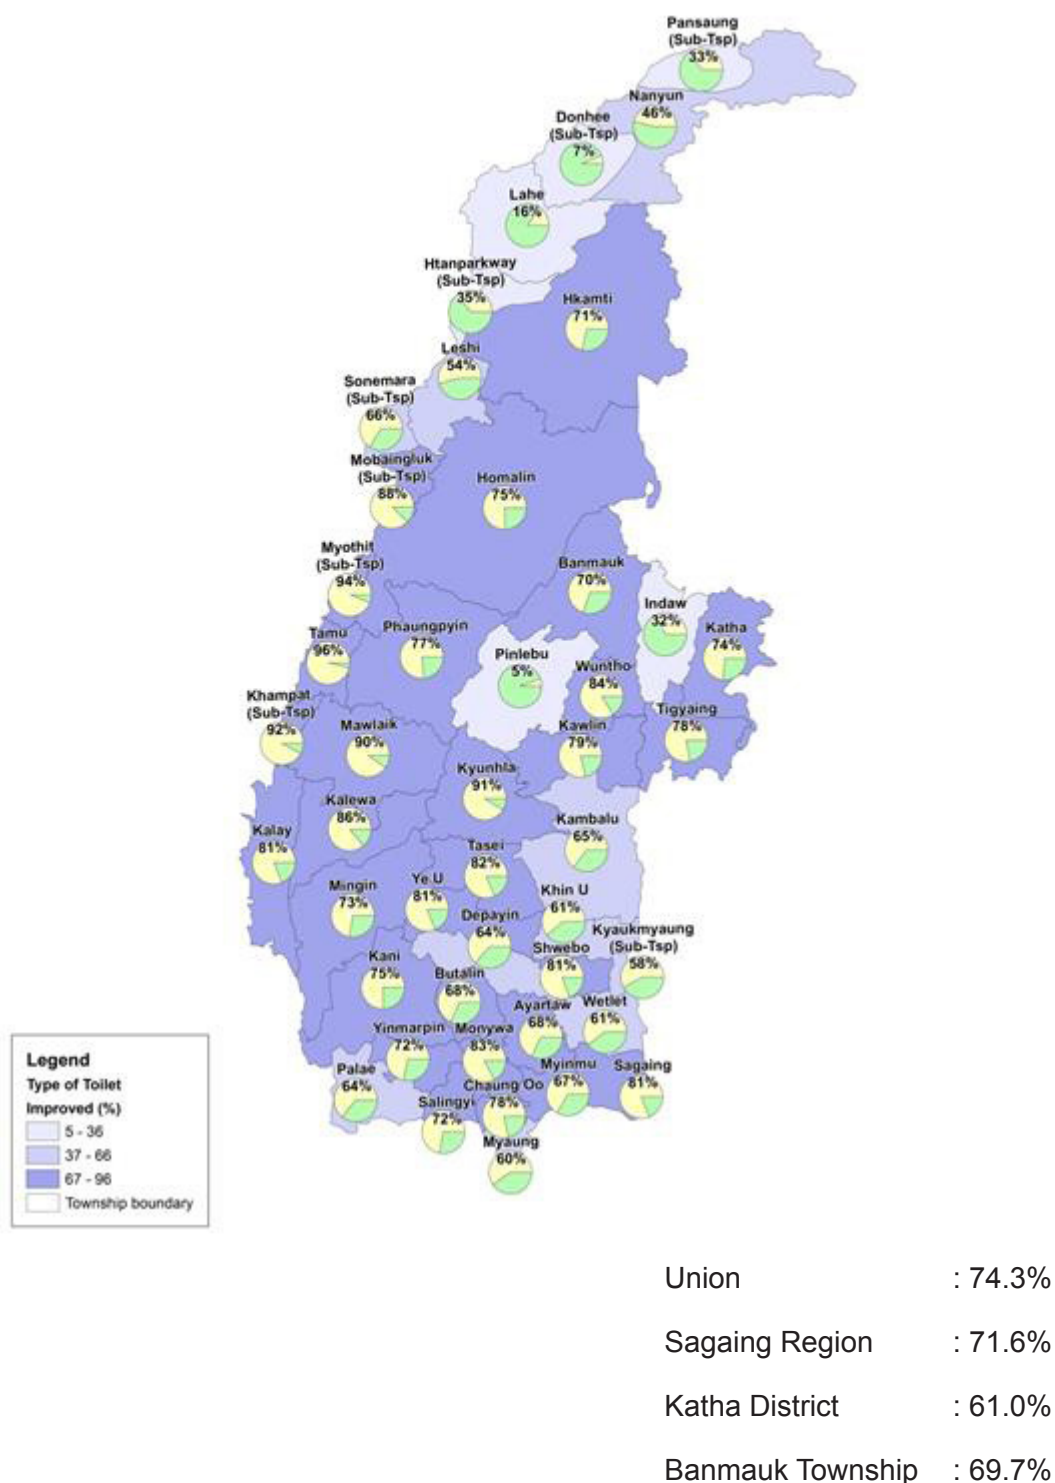 Pansaung
(Sub-Tsp)
33%
Nanyun
46%
Donhee
(Sub-Tsp)
7%
Lahe
16%
Htanparkway
(Sub-Tsp)
35%
Hkamti
71%
Leshi
54%
Sonemara
(Sub-Tsp)
66%
Mobaingluk
(Sub-Tsp)
88%
Homalin
75%
Myothit
(Sub-Tsp)
94%
Banmauk
70%
Indaw
32%
Katha
74%
Tamu
96%
Phaungpyin
77%
Pinlebu
5%
Wuntho
84%
Khampat
(Sub-Tsp)
92%
Mawlaik
90%
Kawlin
79%
Tigyaing
78%
Kyunhla
91%
Kalewa
86%
Kambalu
65%
Kalay
81%
Tasei
82%
Mingin
73%
Ye U
81%
Khin U
61%
Depayin
64%
Kyaukmyaung
(Sub-Tsp)
58%
Shwebo
81%
Kani
75%
Butalin
68%
Ayartaw
68%
Wetlet
61%
Yinmarpin
72%
Monywa
83%
Palae
64%
Myinmu
67%
Sagaing
81%
Chaung Oo
78%
Salingyi
72%
Myaung
60%
Legend
Type of Toilet
Improved (%)
5 - 36
37 - 66
67 - 96
Township boundary
Union : 74.3%
Sagaing Region : 71.6%
Katha District : 61.0%
Banmauk Township : 69.7%